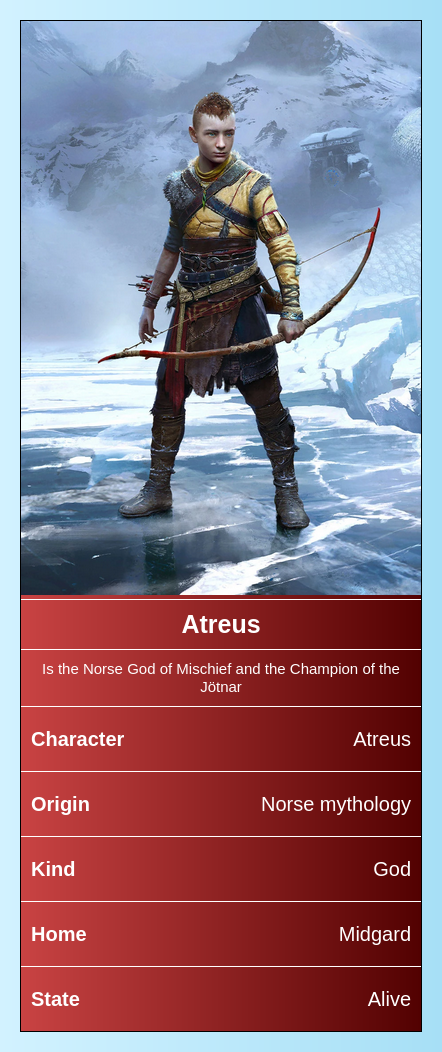 Atreus
Is the Norse God of Mischief and the Champion of the
Jötnar
Character Atreus
Origin Norse mythology
Kind God
Home Midgard
State Alive